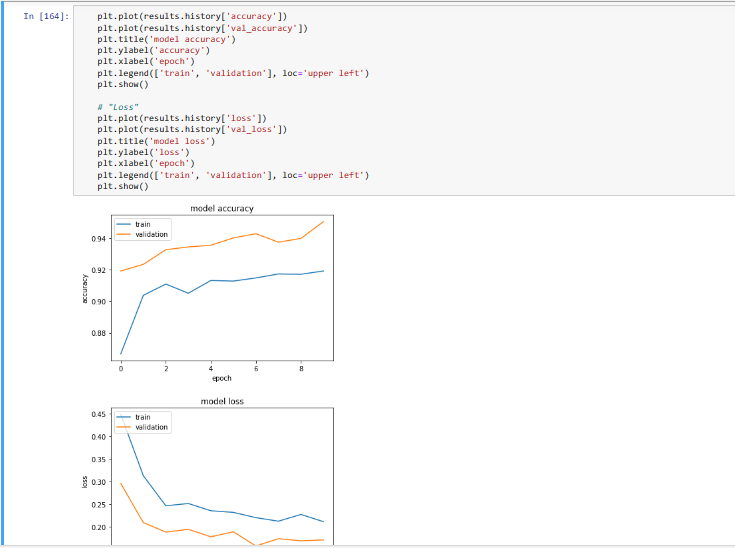 In [164]:
plt.plot(results.history['accuracy'])
plt.plot(results.history['val_accuracy'])
plt.title('model accuracy')
plt.ylabel('accuracy')
plt.xlabel('epoch')
plt.legend(['train', 'validation'], loc='upper left')
plt.show()
# "Loss"
plt.plot(results.history['loss'])
plt.plot(results.history['val_loss'])
plt.title('model loss')
plt.ylabel('loss')
plt.xlabel('epoch')
plt.legend(['train', 'validation'], loc='upper left')
plt.show()
model accuracy
train
validation
0.94
0.92
0.90
0.88
accuracy
0 2 4 6 8
epoch
model loss
train
validation
0.45
0.40
0.35
0.30
0.25
0.20
loss